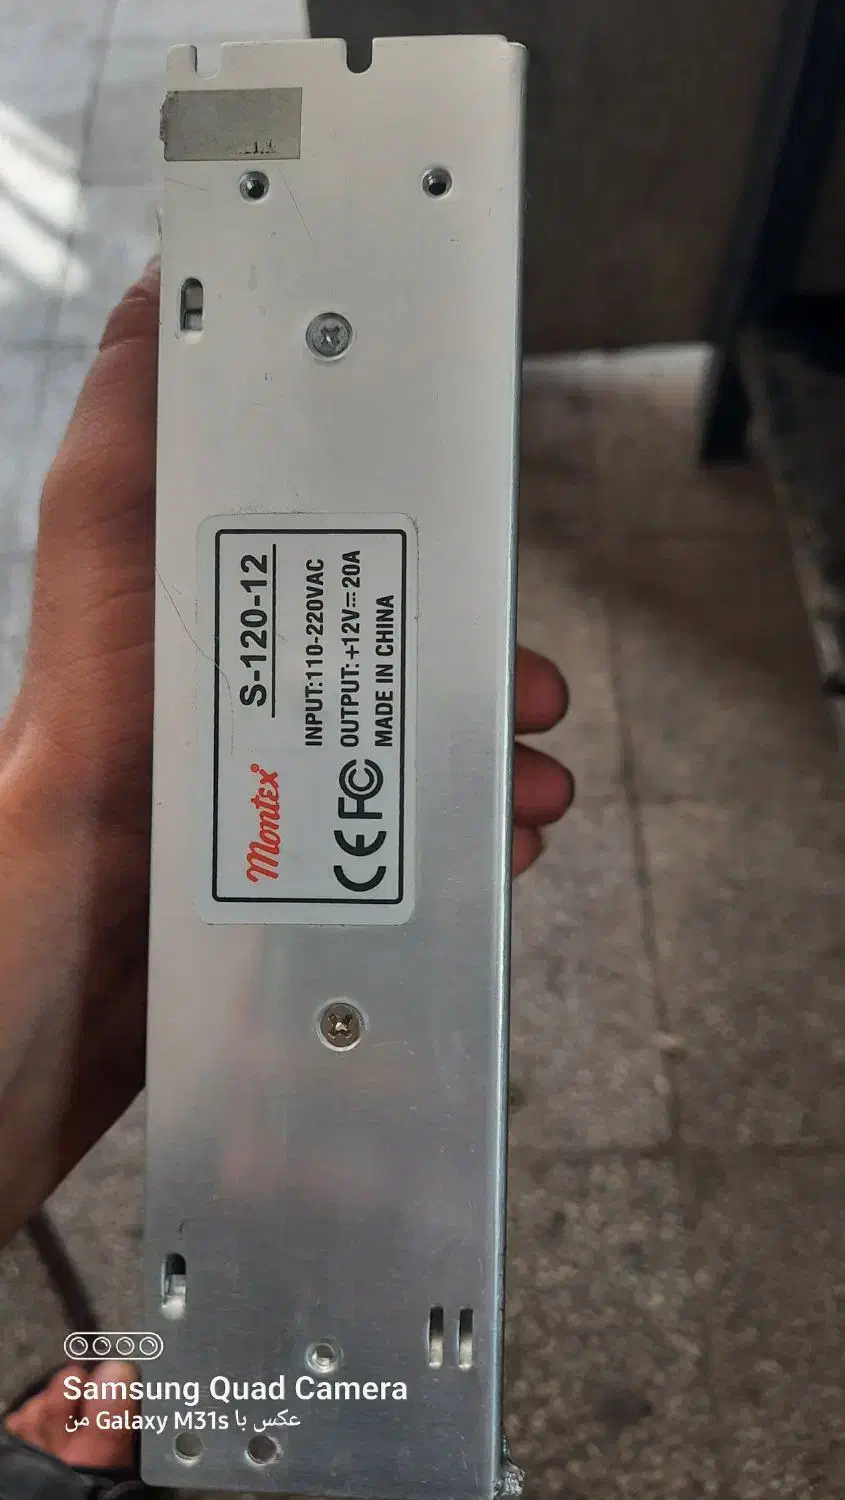 S-120-12
INPUT:110-220VAC
OUTPUT:+12V⎓20A
MADE IN CHINA
Montex®
CE FC
Samsung Quad Camera
عکس با Galaxy M31s من